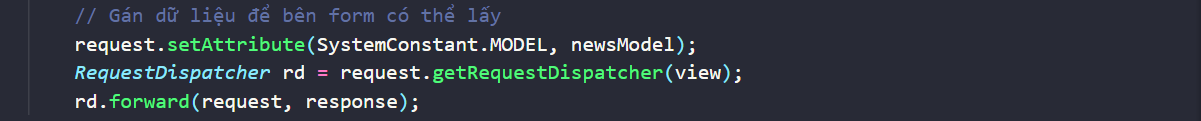 // Gán dữ liệu để bên form có thể lấy
request.setAttribute(SystemConstant.MODEL, newsModel);
RequestDispatcher rd = request.getRequestDispatcher(view);
rd.forward(request, response);